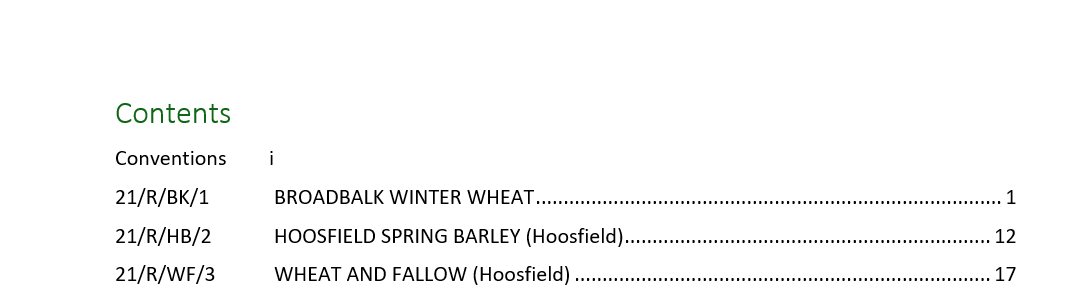 Contents
Conventions i
21/R/BK/1 BROADBALK WINTER WHEAT.................................................................................... 1
21/R/HB/2 HOOSFIELD SPRING BARLEY (Hoosfield).................................................................. 12
21/R/WF/3 WHEAT AND FALLOW (Hoosfield) ........................................................................... 17